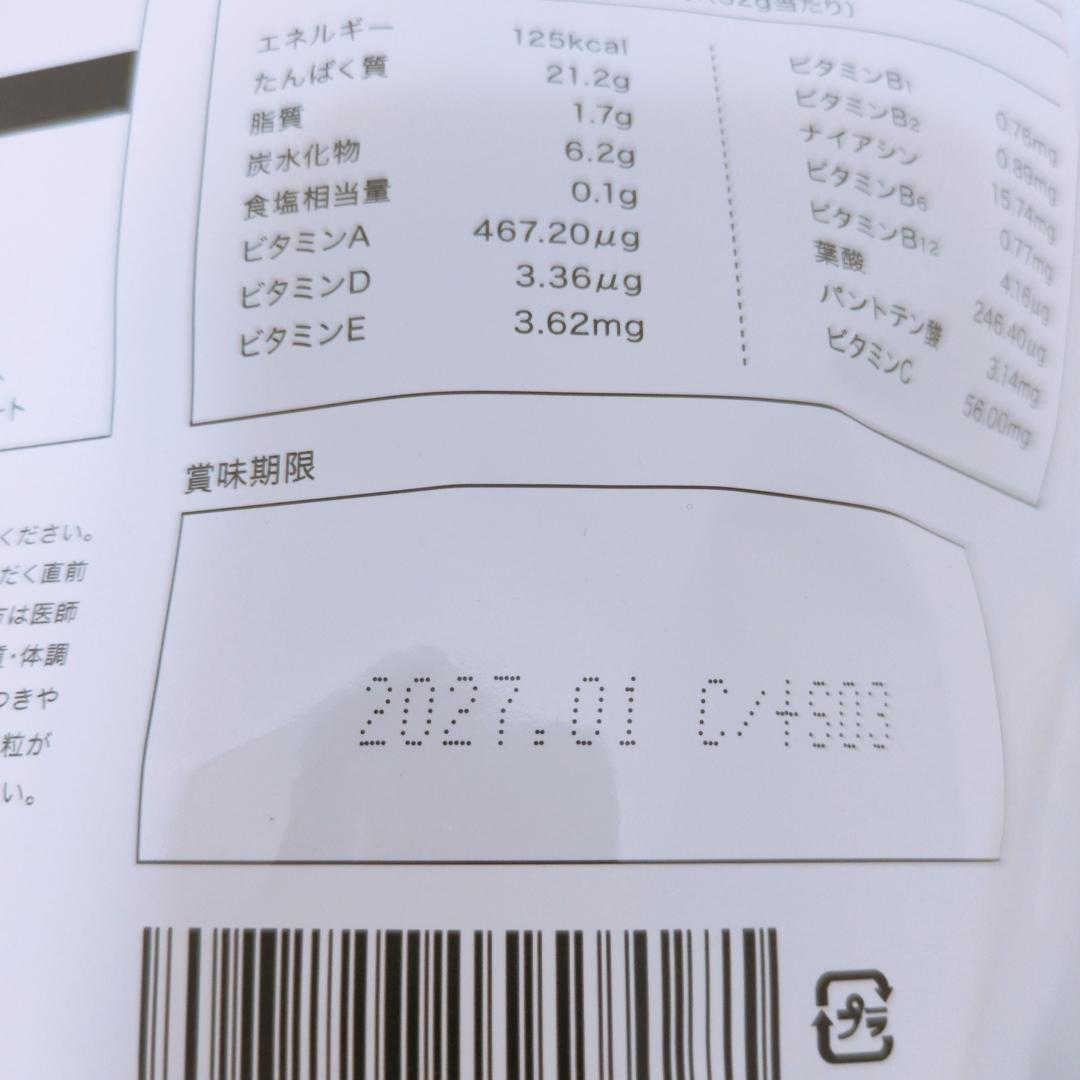 32g当たり)
エネルギー 125kcal
たんぱく質 21.2g
脂質 1.7g
炭水化物 6.2g
食塩相当量 0.1g
ビタミンA 467.20μg
ビタミンD 3.36μg
ビタミンE 3.62mg
ビタミンB1 0.76mg
ビタミンB2 0.89mg
ナイアシン 15.74mg
ビタミンB6 0.77mg
ビタミンB12 4.16μg
葉酸 246.40μg
パントテン酸 3.14mg
ビタミンC 56.00mg
ート
ください。
だく直前
方は医師
質・体調
つきや
粒が
い。
賞味期限
2027.01 C/4S03
プラ